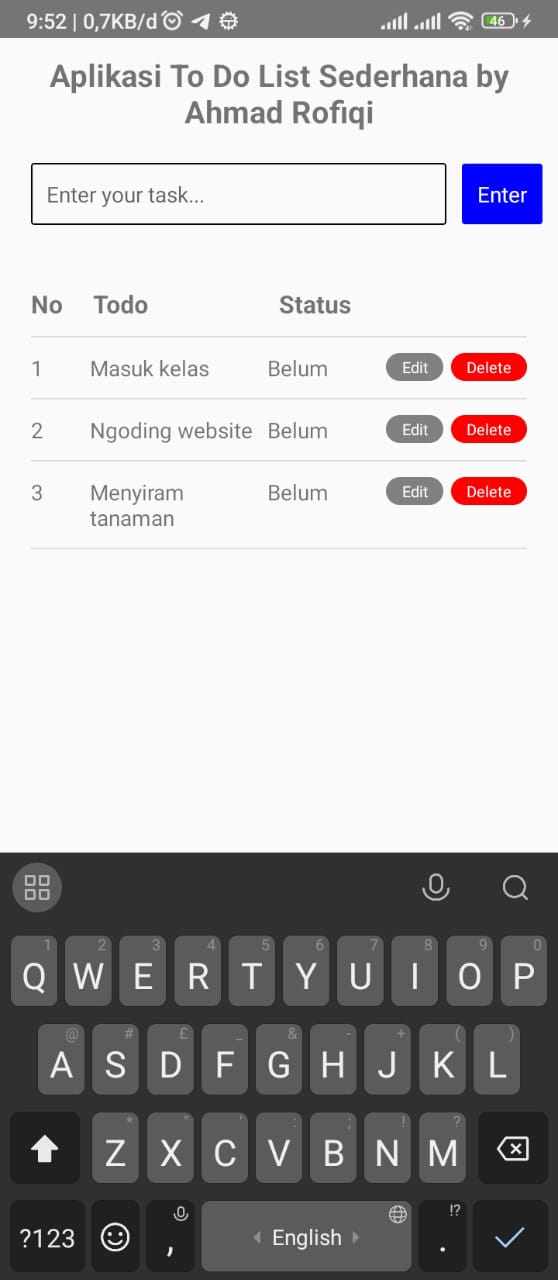 9:52 | 0,7KB/d 46
Aplikasi To Do List Sederhana by
Ahmad Rofiqi
Enter your task... Enter
No Todo Status
1 Masuk kelas Belum Edit Delete
2 Ngoding website Belum Edit Delete
3 Menyiram Belum Edit Delete
tanaman
1 2 3 4 5 6 7 8 9 0
Q W E R T Y U I O P
@ # £ _ & - + ( )
A S D F G H J K L
* " ' : ; ! ?
Z X C V B N M
!?
?123 , English .